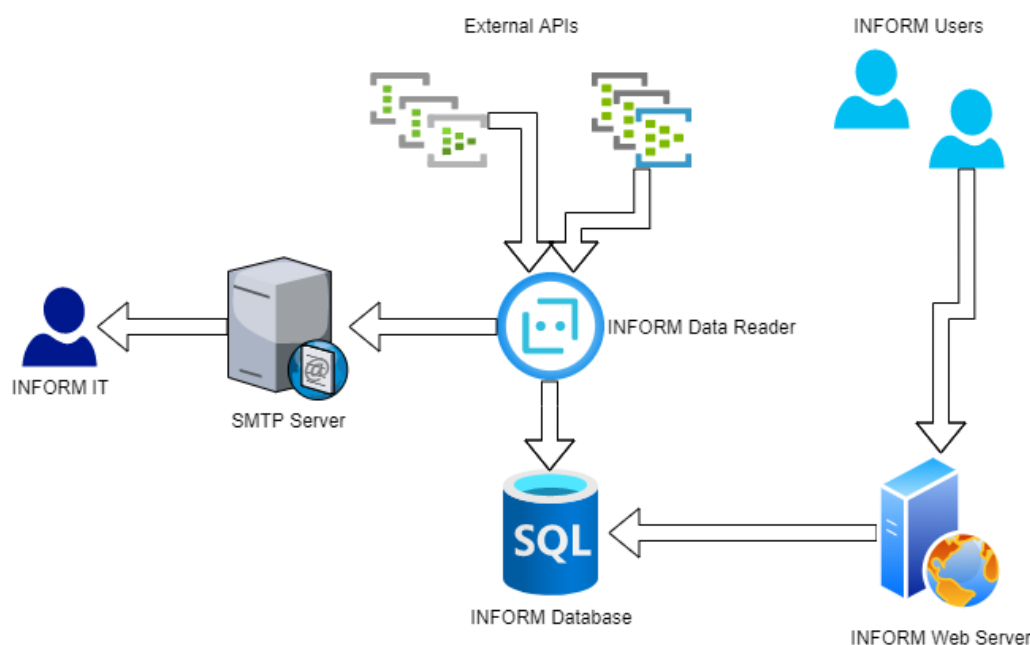 External APIs
INFORM Users
INFORM Data Reader
INFORM IT
SMTP Server
SQL
INFORM Database
INFORM Web Server